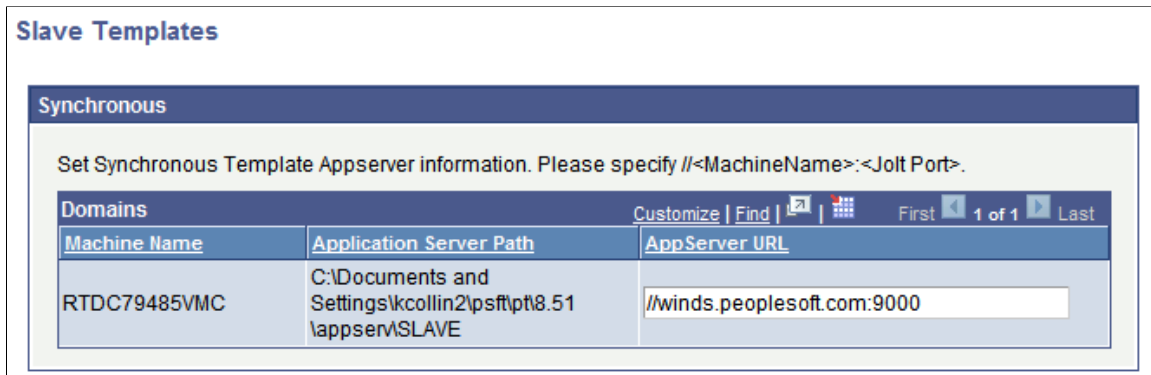 Slave Templates
Synchronous
Set Synchronous Template Appserver information. Please specify //<MachineName>:<Jolt Port>.
Domains Customize | Find | | First 1 of 1 Last
Machine Name Application Server Path AppServer URL
C:\Documents and
RTDC79485VMC Settings\kcollin2\psft\pt\8.51 //winds.peoplesoft.com:9000
\appserv\SLAVE